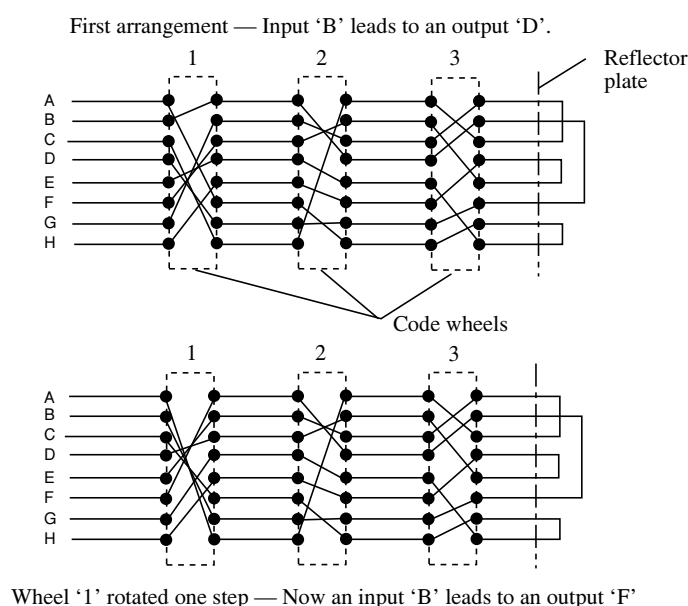 First arrangement — Input ‘B’ leads to an output ‘D’.
1 2 3
Reflector
plate
A
B
C
D
E
F
G
H
Code wheels
1 2 3
A
B
C
D
E
F
G
H
Wheel ‘1’ rotated one step — Now an input ‘B’ leads to an output ‘F’